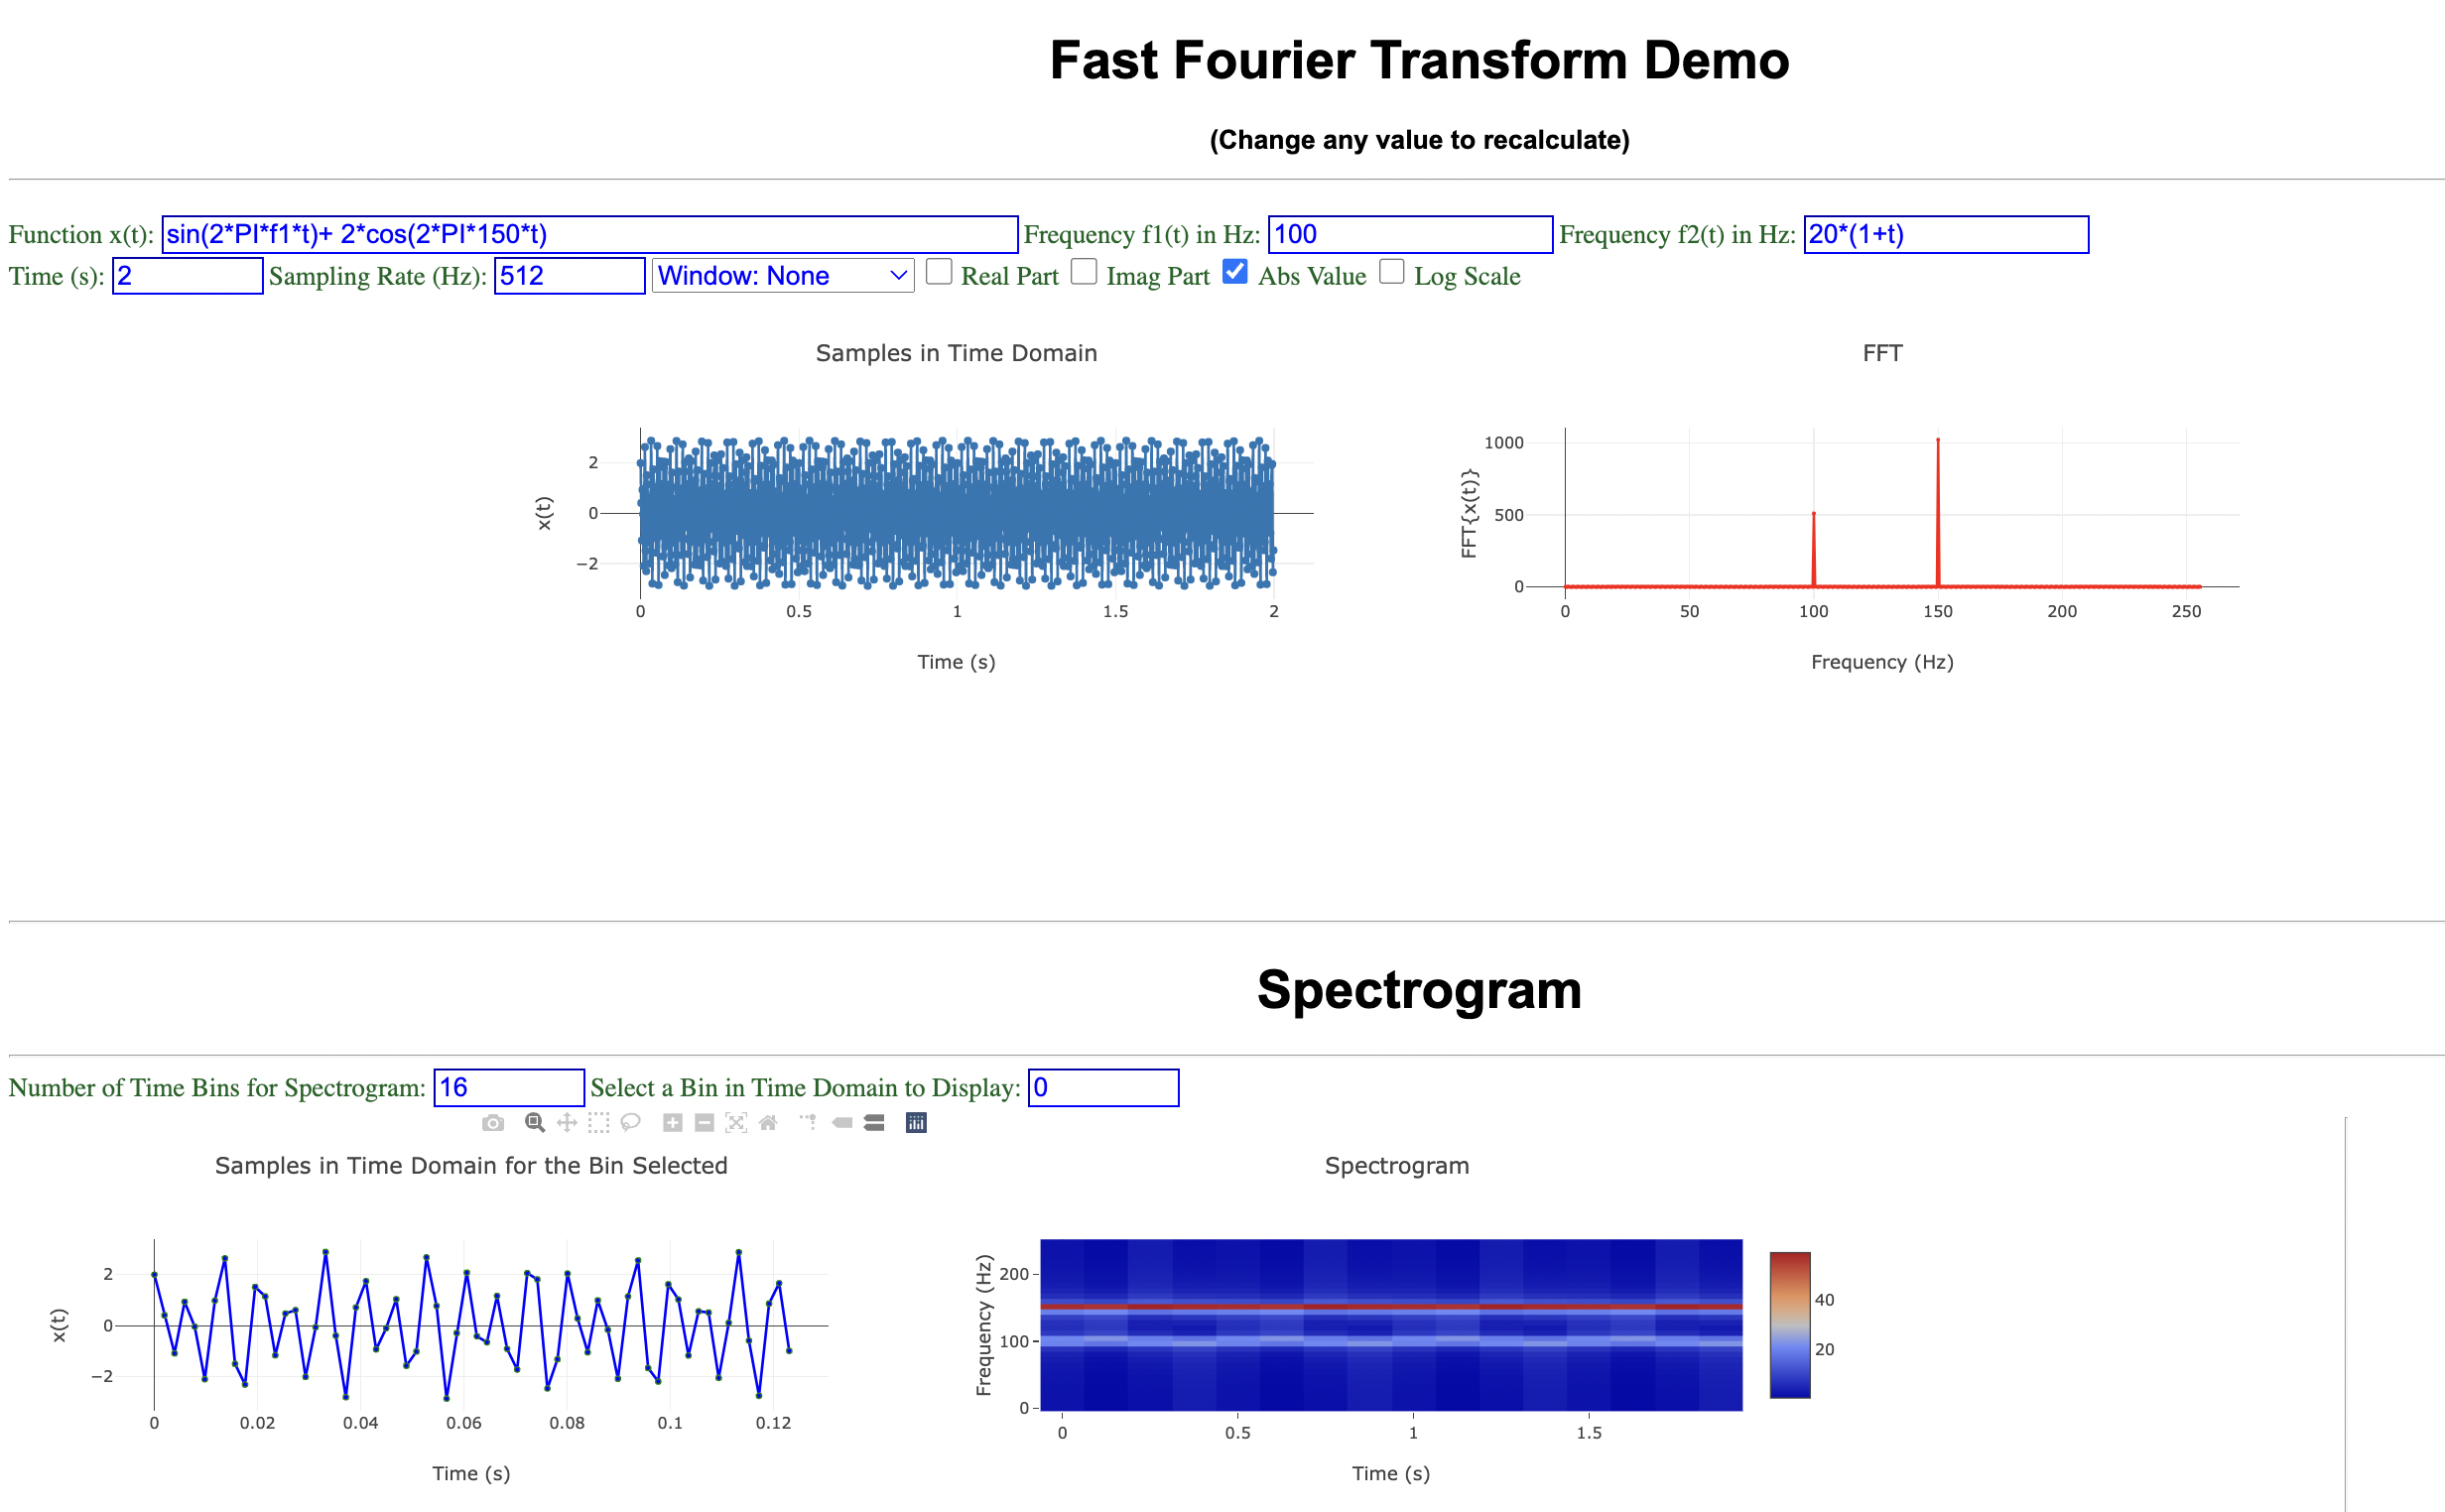 Fast Fourier Transform Demo
(Change any value to recalculate)
Function x(t): sin(2*PI*f1*t)+ 2*cos(2*PI*150*t) Frequency f1(t) in Hz: 100 Frequency f2(t) in Hz: 20*(1+t)
Time (s): 2 Sampling Rate (Hz): 512 Window: None Real Part Imag Part Abs Value Log Scale
Samples in Time Domain
x(t)
2
0
−2
0 0.5 1 1.5 2
Time (s)
FFT
FFT{x(t)}
1000
500
0
0 50 100 150 200 250
Frequency (Hz)
Spectrogram
Number of Time Bins for Spectrogram: 16 Select a Bin in Time Domain to Display: 0
Samples in Time Domain for the Bin Selected
x(t)
2
0
−2
0 0.02 0.04 0.06 0.08 0.1 0.12
Time (s)
Spectrogram
Frequency (Hz)
200
100
0
0 0.5 1 1.5
Time (s)
40
20